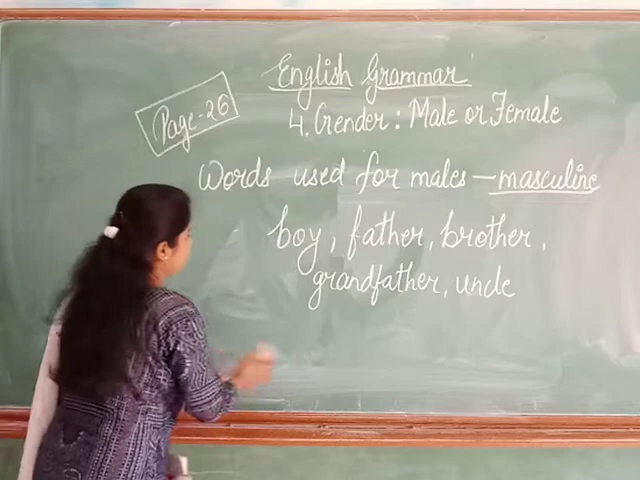 English Grammar
Page-26
4. Gender: Male or Female
Words used for males – masculine
boy, father, brother,
grandfather, uncle